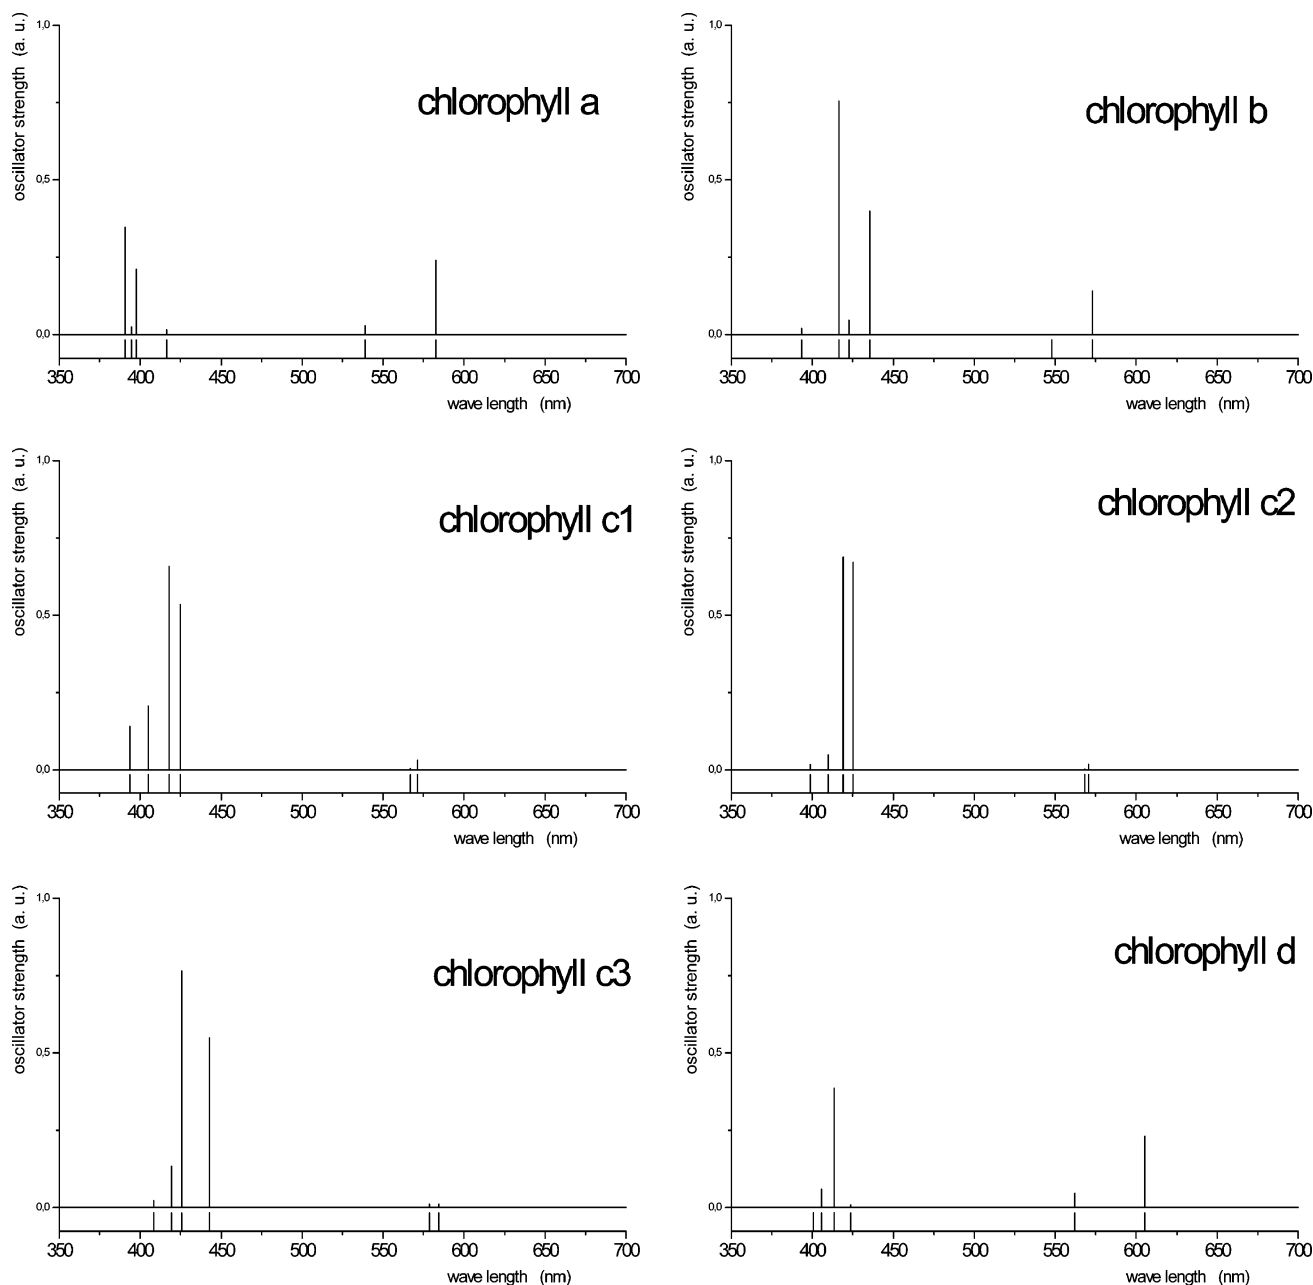 1,0
oscillator strength (a. u.)
chlorophyll a
0,5
0,0
350 400 450 500 550 600 650 700
wave length (nm)
1,0
oscillator strength (a. u.)
chlorophyll b
0,5
0,0
350 400 450 500 550 600 650 700
wave length (nm)
1,0
oscillator strength (a. u.)
chlorophyll c1
0,5
0,0
350 400 450 500 550 600 650 700
wave length (nm)
1,0
oscillator strength (a. u.)
chlorophyll c2
0,5
0,0
350 400 450 500 550 600 650 700
wave length (nm)
1,0
oscillator strength (a. u.)
chlorophyll c3
0,5
0,0
350 400 450 500 550 600 650 700
wave length (nm)
1,0
oscillator strength (a. u.)
chlorophyll d
0,5
0,0
350 400 450 500 550 600 650 700
wave length (nm)